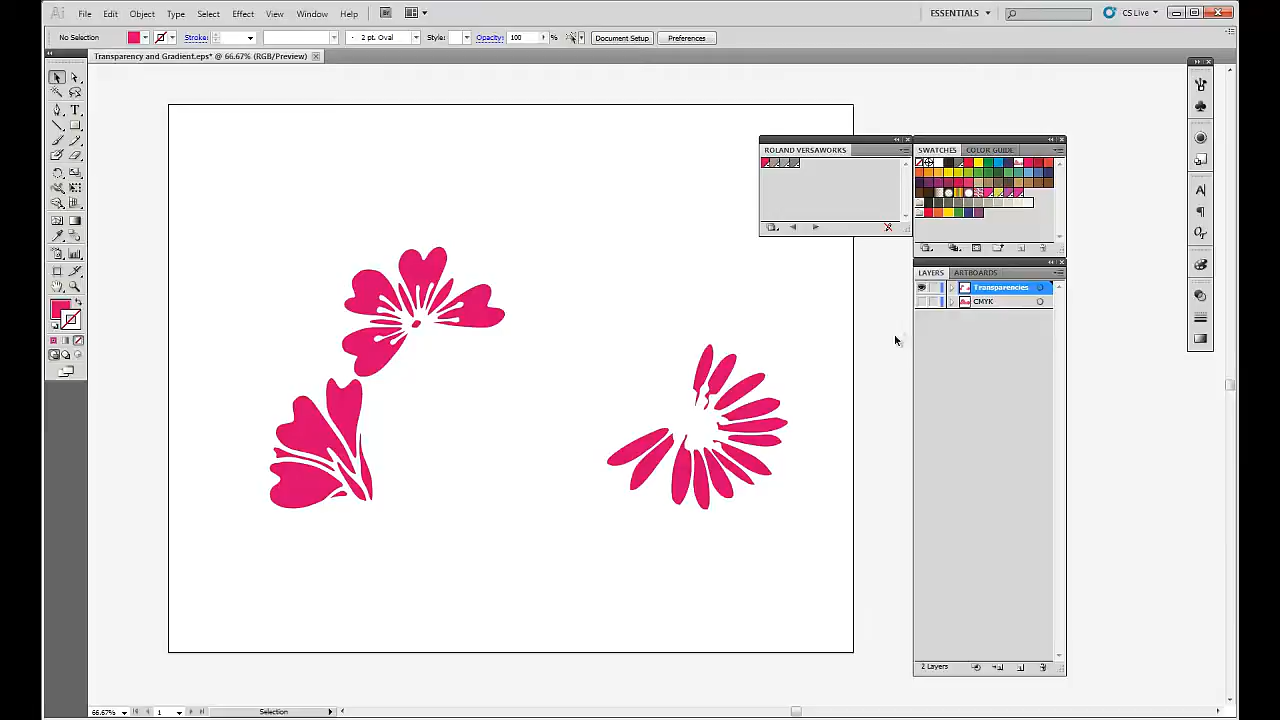 Ai File Edit Object Type Select Effect View Window Help Br ESSENTIALS CS Live
No Selection Stroke: 2 pt. Oval Style: Opacity: 100 % Document Setup Preferences
Transparency and Gradient.eps* @ 66.67% (RGB/Preview)
ROLAND VERSAWORKS
SWATCHES COLOR GUIDE
LAYERS ARTBOARDS
Transparencies
CMYK
2 Layers
66.67% 1 Selection